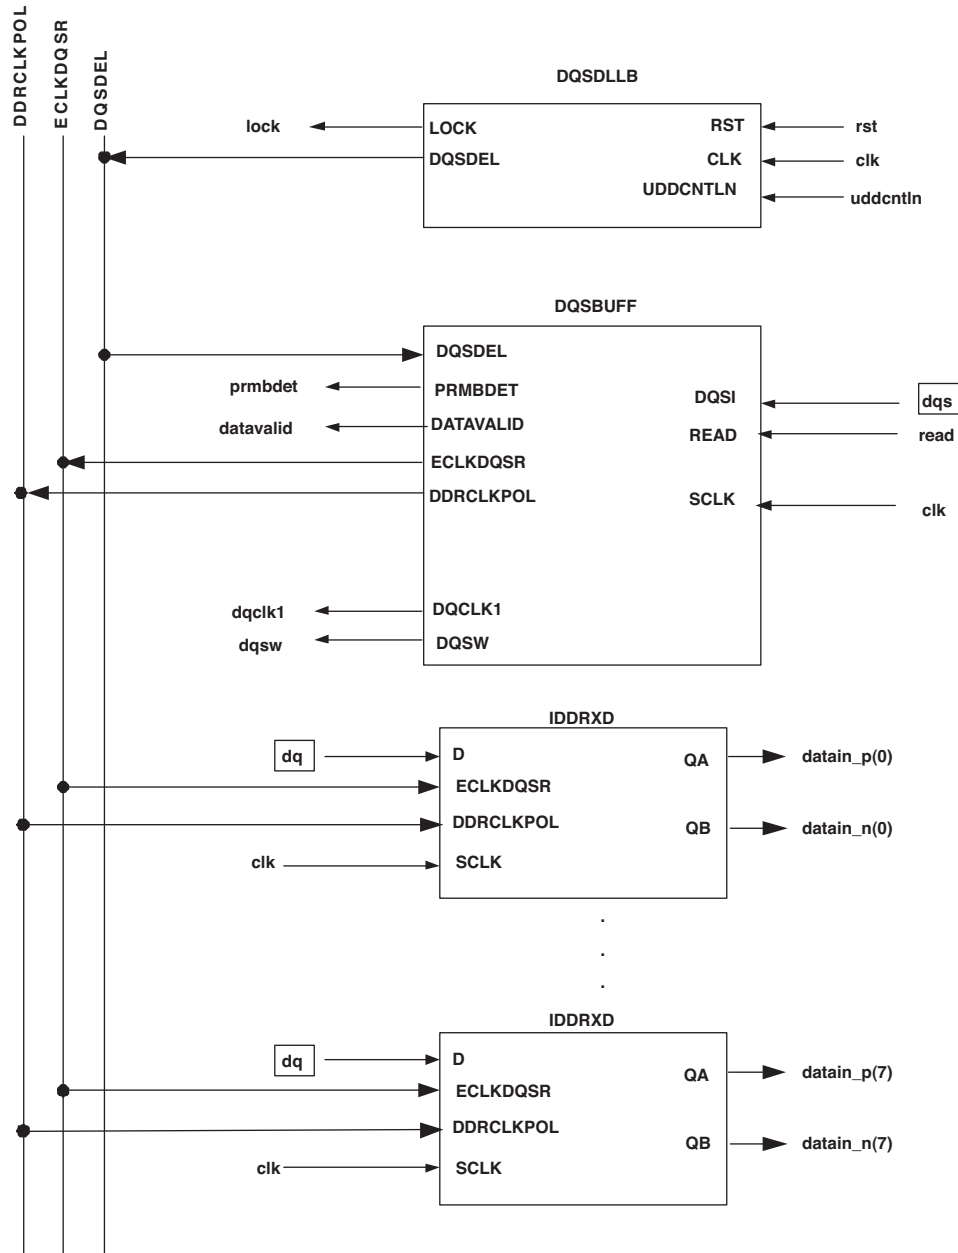 DDRCLKPOL
ECLKDQSR
DQSDEL
DQSDLLB
lock
LOCK
RST
rst
DQSDEL
CLK
clk
UDDCNTLN
uddcntln
DQSBUFF
DQSDEL
prmbdet
PRMBDET
DQSI
dqs
datavalid
DATAVALID
READ
read
ECLKDQSR
DDRCLKPOL
SCLK
clk
dqclk1
DQCLK1
dqsw
DQSW
IDDRXD
dq
D
QA
datain_p(0)
ECLKDQSR
DDRCLKPOL
QB
datain_n(0)
clk
SCLK
.
.
.
IDDRXD
dq
D
QA
datain_p(7)
ECLKDQSR
DDRCLKPOL
QB
datain_n(7)
clk
SCLK